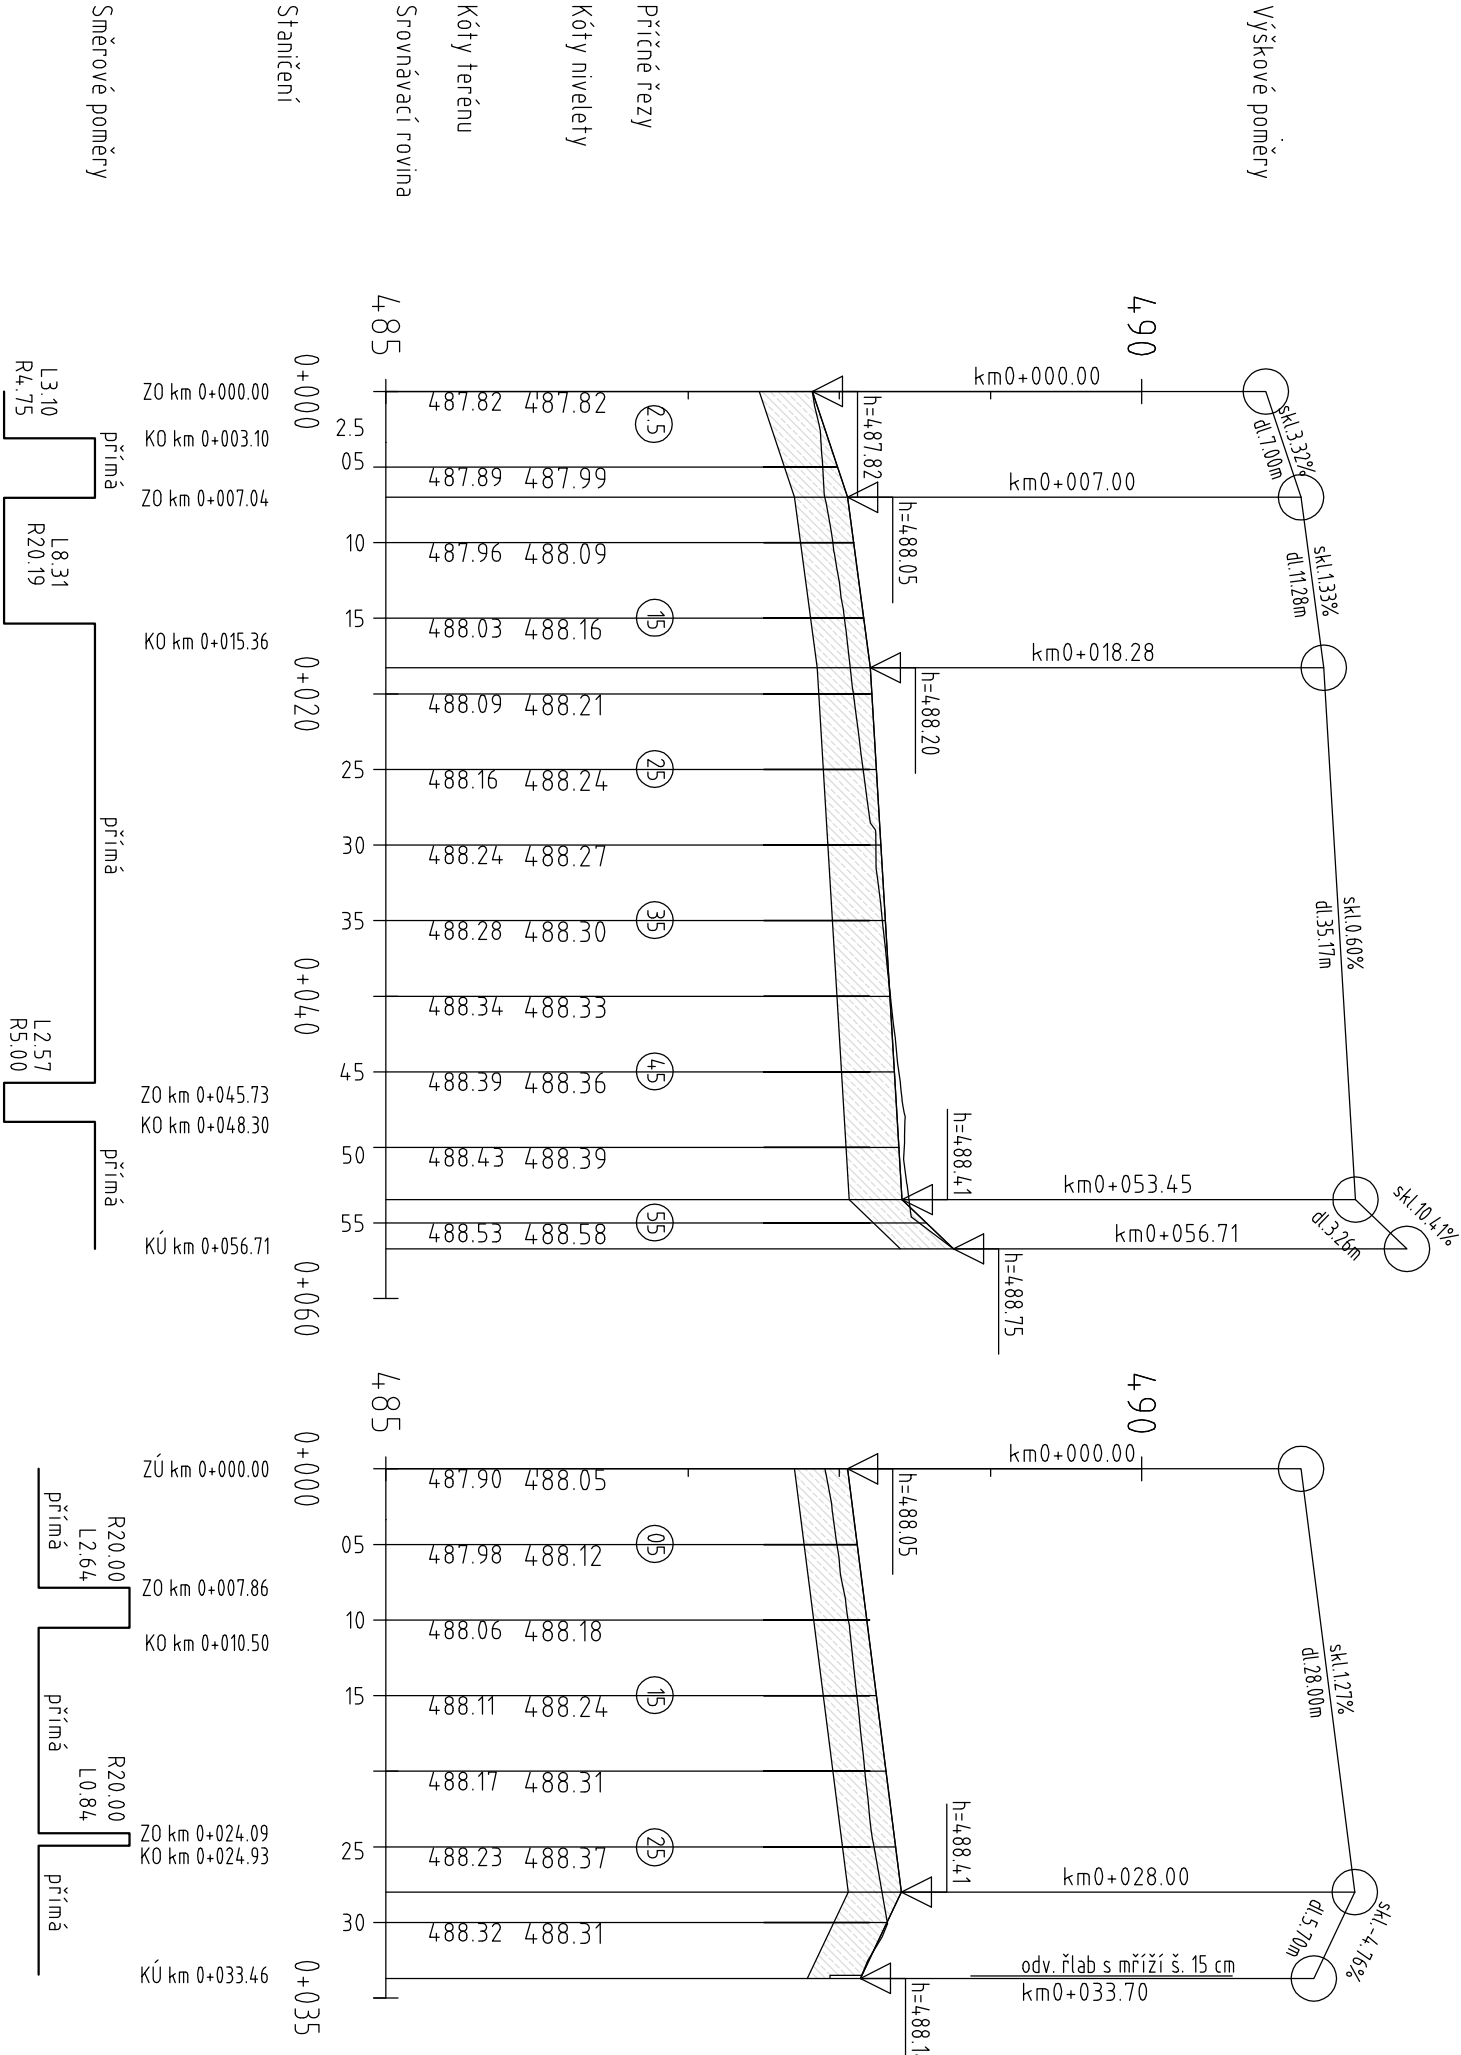 Výškové poměry
Příčné řezy
Kóty nivelety
Kóty terénu
Srovnávací rovina
Staničení
Směrové poměry
490
485
skl.3.32%
dl.7.00m
skl.1.33%
dl.11.28m
skl.0.60%
dl.35.17m
skl.10.41%
dl.3.26m
km0+000.00
km0+007.00
km0+018.28
km0+053.45
km0+056.71
h=487.82
h=488.05
h=488.20
h=488.41
h=488.75
2.5
15
25
35
45
55
487.82
487.99
488.09
488.16
488.21
488.24
488.27
488.30
488.33
488.36
488.39
488.58
487.82
487.89
487.96
488.03
488.09
488.16
488.24
488.28
488.34
488.39
488.43
488.53
0+000
2.5
05
10
15
0+020
25
30
35
0+040
45
50
55
0+060
ZO km 0+000.00
KO km 0+003.10
ZO km 0+007.04
KO km 0+015.36
ZO km 0+045.73
KO km 0+048.30
KÚ km 0+056.71
L3.10
R4.75
přímá
L8.31
R20.19
přímá
L2.57
R5.00
přímá
490
485
skl.1.27%
dl.28.00m
skl.-4.76%
dl.5.70m
km0+000.00
km0+028.00
odv. řlab s mříží š. 15 cm
km0+033.70
h=488.05
h=488.41
05
15
25
488.05
488.12
488.18
488.24
488.31
488.37
488.31
487.90
487.98
488.06
488.11
488.17
488.23
488.32
0+000
05
10
15
25
30
0+035
ZÚ km 0+000.00
ZO km 0+007.86
KO km 0+010.50
ZO km 0+024.09
KO km 0+024.93
KÚ km 0+033.46
přímá
R20.00
L2.64
přímá
R20.00
L0.84
přímá